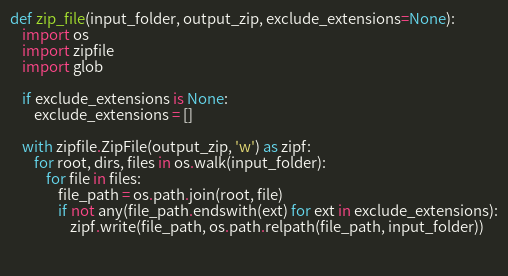 def zip_file(input_folder, output_zip, exclude_extensions=None):
    import os
    import zipfile
    import glob

    if exclude_extensions is None:
        exclude_extensions = []

    with zipfile.ZipFile(output_zip, 'w') as zipf:
        for root, dirs, files in os.walk(input_folder):
            for file in files:
                file_path = os.path.join(root, file)
                if not any(file_path.endswith(ext) for ext in exclude_extensions):
                    zipf.write(file_path, os.path.relpath(file_path, input_folder))